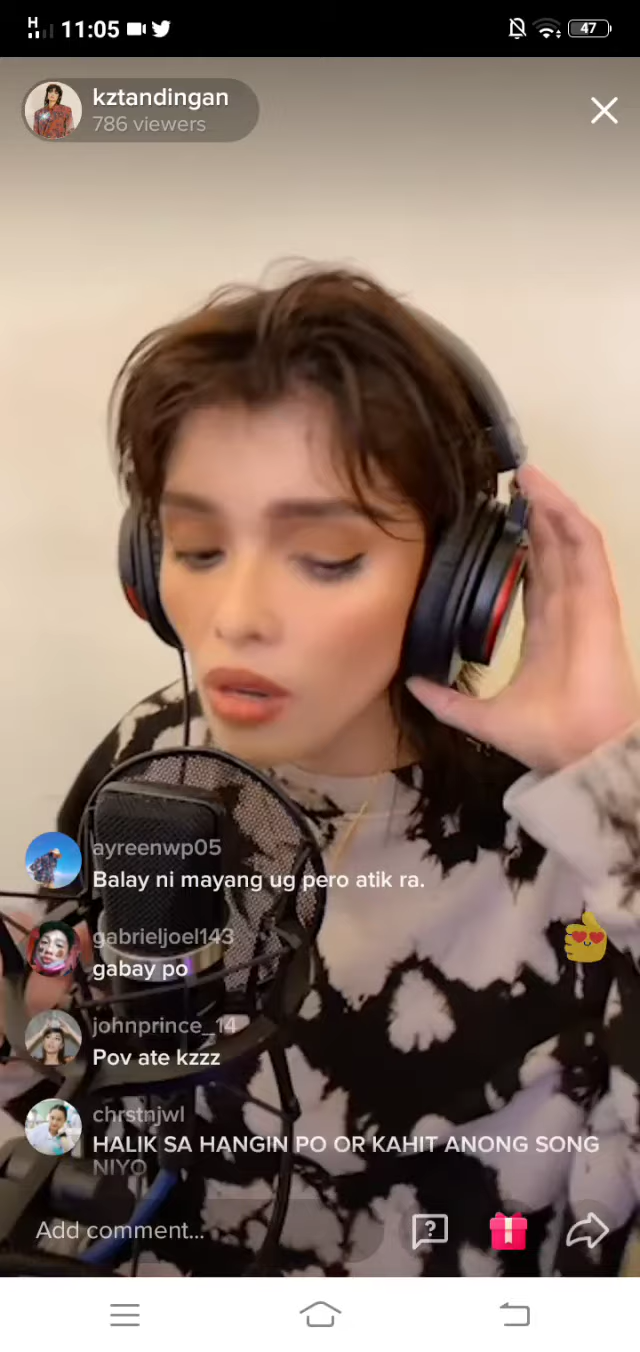 H
11:05
47
kztandingan
786 viewers
ayreenwp05
Balay ni mayang ug pero atik ra.
gabrieljoel143
gabay po
johnprince_14
Pov ate kzzz
chrstnjwl
HALIK SA HANGIN PO OR KAHIT ANONG SONG
NIYO
Add comment...
?